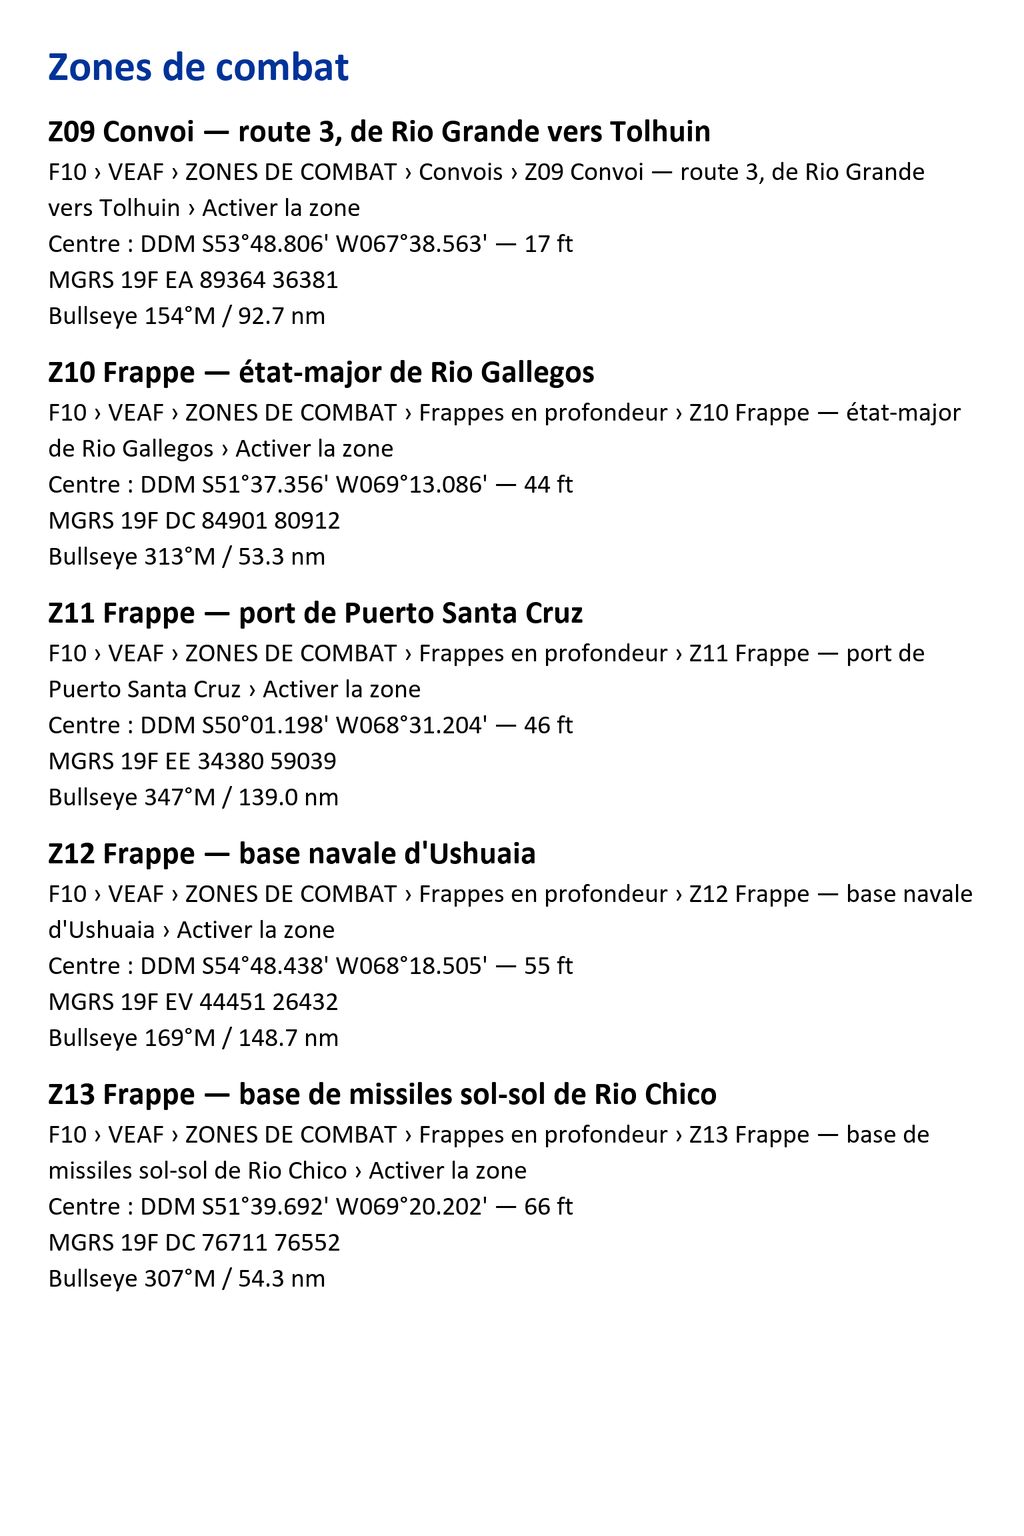 Zones de combat
Z09 Convoi — route 3, de Rio Grande vers Tolhuin
F10 › VEAF › ZONES DE COMBAT › Convois › Z09 Convoi — route 3, de Rio Grande
vers Tolhuin › Activer la zone
Centre : DDM S53°48.806' W067°38.563' — 17 ft
MGRS 19F EA 89364 36381
Bullseye 154°M / 92.7 nm
Z10 Frappe — état-major de Rio Gallegos
F10 › VEAF › ZONES DE COMBAT › Frappes en profondeur › Z10 Frappe — état-major
de Rio Gallegos › Activer la zone
Centre : DDM S51°37.356' W069°13.086' — 44 ft
MGRS 19F DC 84901 80912
Bullseye 313°M / 53.3 nm
Z11 Frappe — port de Puerto Santa Cruz
F10 › VEAF › ZONES DE COMBAT › Frappes en profondeur › Z11 Frappe — port de
Puerto Santa Cruz › Activer la zone
Centre : DDM S50°01.198' W068°31.204' — 46 ft
MGRS 19F EE 34380 59039
Bullseye 347°M / 139.0 nm
Z12 Frappe — base navale d'Ushuaia
F10 › VEAF › ZONES DE COMBAT › Frappes en profondeur › Z12 Frappe — base navale
d'Ushuaia › Activer la zone
Centre : DDM S54°48.438' W068°18.505' — 55 ft
MGRS 19F EV 44451 26432
Bullseye 169°M / 148.7 nm
Z13 Frappe — base de missiles sol-sol de Rio Chico
F10 › VEAF › ZONES DE COMBAT › Frappes en profondeur › Z13 Frappe — base de
missiles sol-sol de Rio Chico › Activer la zone
Centre : DDM S51°39.692' W069°20.202' — 66 ft
MGRS 19F DC 76711 76552
Bullseye 307°M / 54.3 nm